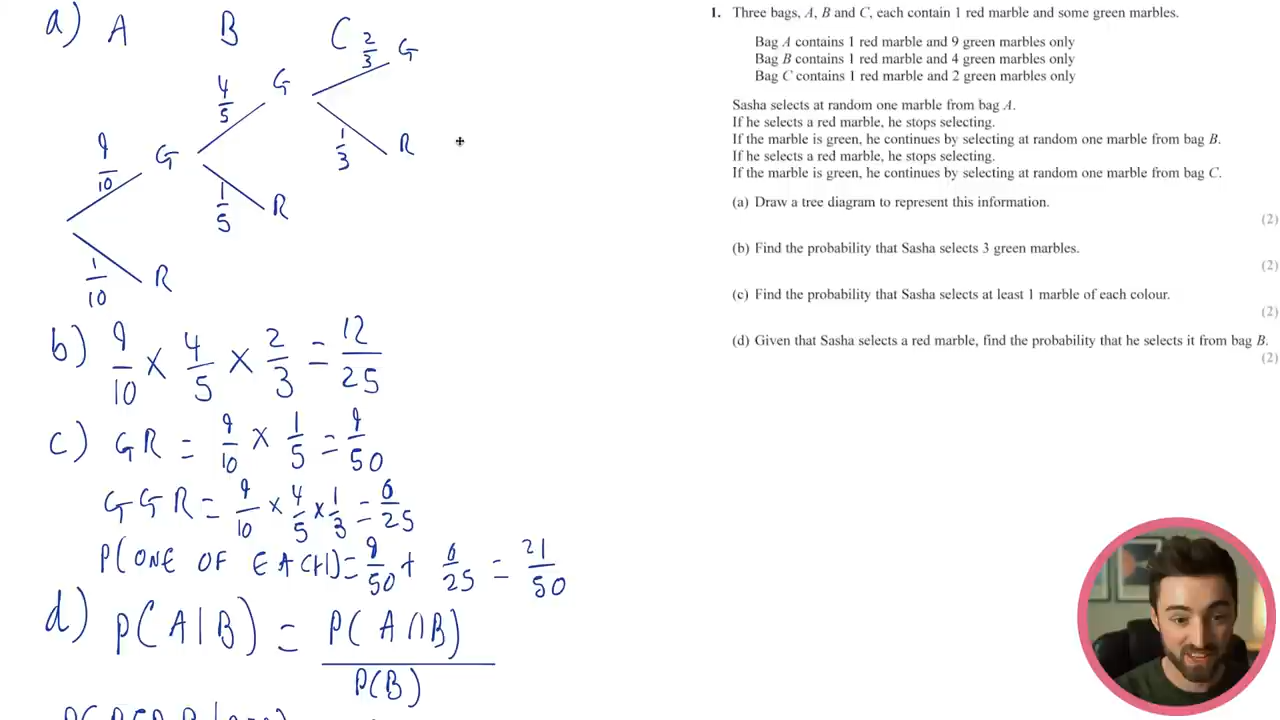 a) A B C
2/3 G
4/5 G
9/10 G 1/3 R
1/5 R
1/10 R
b) 9/10 × 4/5 × 2/3 = 12/25
c) GR = 9/10 × 1/5 = 9/50
GGR = 9/10 × 4/5 × 1/3 = 6/25
P(ONE OF EACH) = 9/50 + 6/25 = 21/50
d) P(A|B) = P(A∩B)/P(B)
1. Three bags, A, B and C, each contain 1 red marble and some green marbles.
Bag A contains 1 red marble and 9 green marbles only
Bag B contains 1 red marble and 4 green marbles only
Bag C contains 1 red marble and 2 green marbles only
Sasha selects at random one marble from bag A.
If he selects a red marble, he stops selecting.
If the marble is green, he continues by selecting at random one marble from bag B.
If he selects a red marble, he stops selecting.
If the marble is green, he continues by selecting at random one marble from bag C.
(a) Draw a tree diagram to represent this information.
(2)
(b) Find the probability that Sasha selects 3 green marbles.
(2)
(c) Find the probability that Sasha selects at least 1 marble of each colour.
(2)
(d) Given that Sasha selects a red marble, find the probability that he selects it from bag B.
(2)